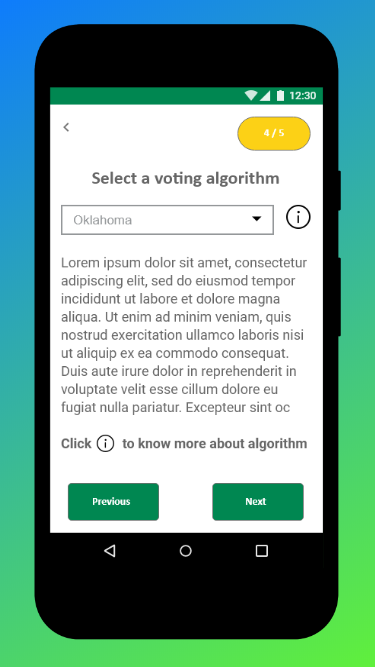 12:30
4 / 5
Select a voting algorithm
Oklahoma
Lorem ipsum dolor sit amet, consectetur
adipiscing elit, sed do eiusmod tempor
incididunt ut labore et dolore magna
aliqua. Ut enim ad minim veniam, quis
nostrud exercitation ullamco laboris nisi
ut aliquip ex ea commodo consequat.
Duis aute irure dolor in reprehenderit in
voluptate velit esse cillum dolore eu
fugiat nulla pariatur. Excepteur sint oc
Click i to know more about algorithm
Previous Next